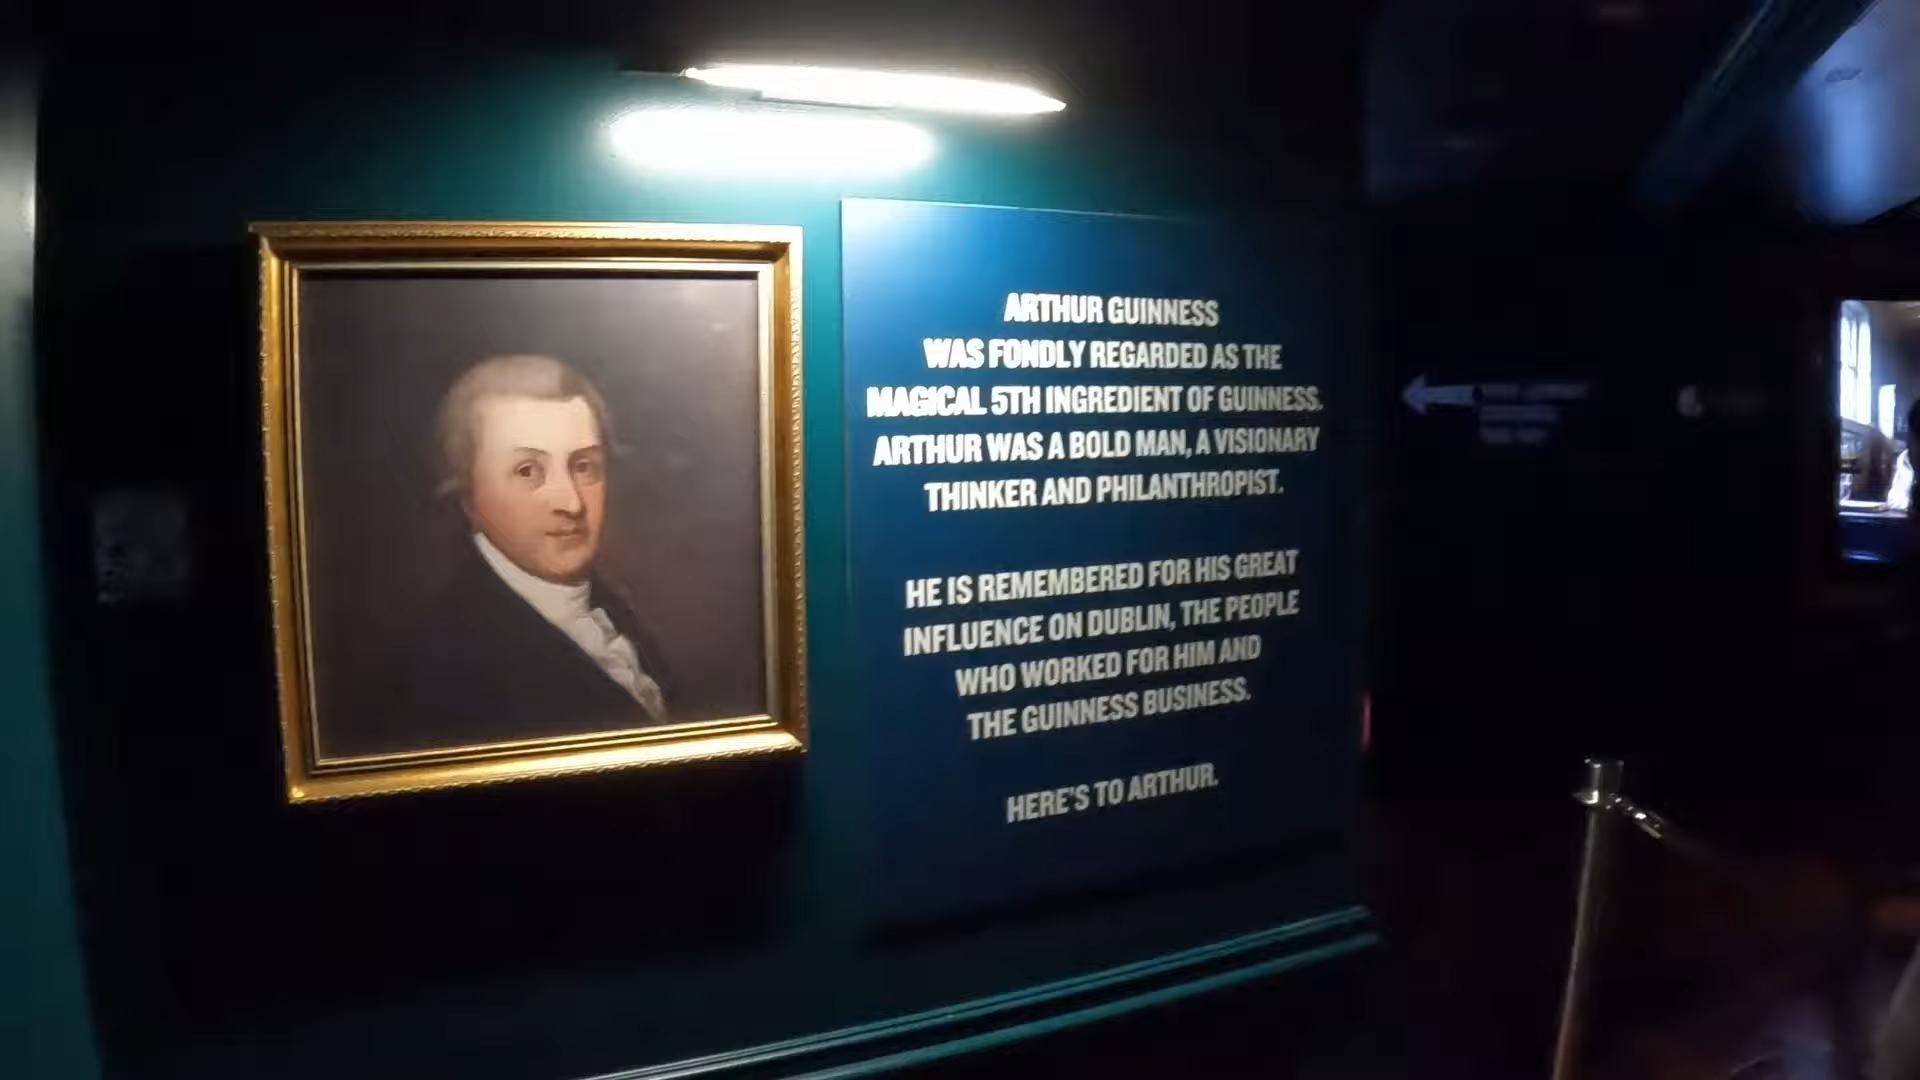 ARTHUR GUINNESS
WAS FONDLY REGARDED AS THE
MAGICAL 5TH INGREDIENT OF GUINNESS.
ARTHUR WAS A BOLD MAN, A VISIONARY
THINKER AND PHILANTHROPIST.
HE IS REMEMBERED FOR HIS GREAT
INFLUENCE ON DUBLIN, THE PEOPLE
WHO WORKED FOR HIM AND
THE GUINNESS BUSINESS.
HERE'S TO ARTHUR.